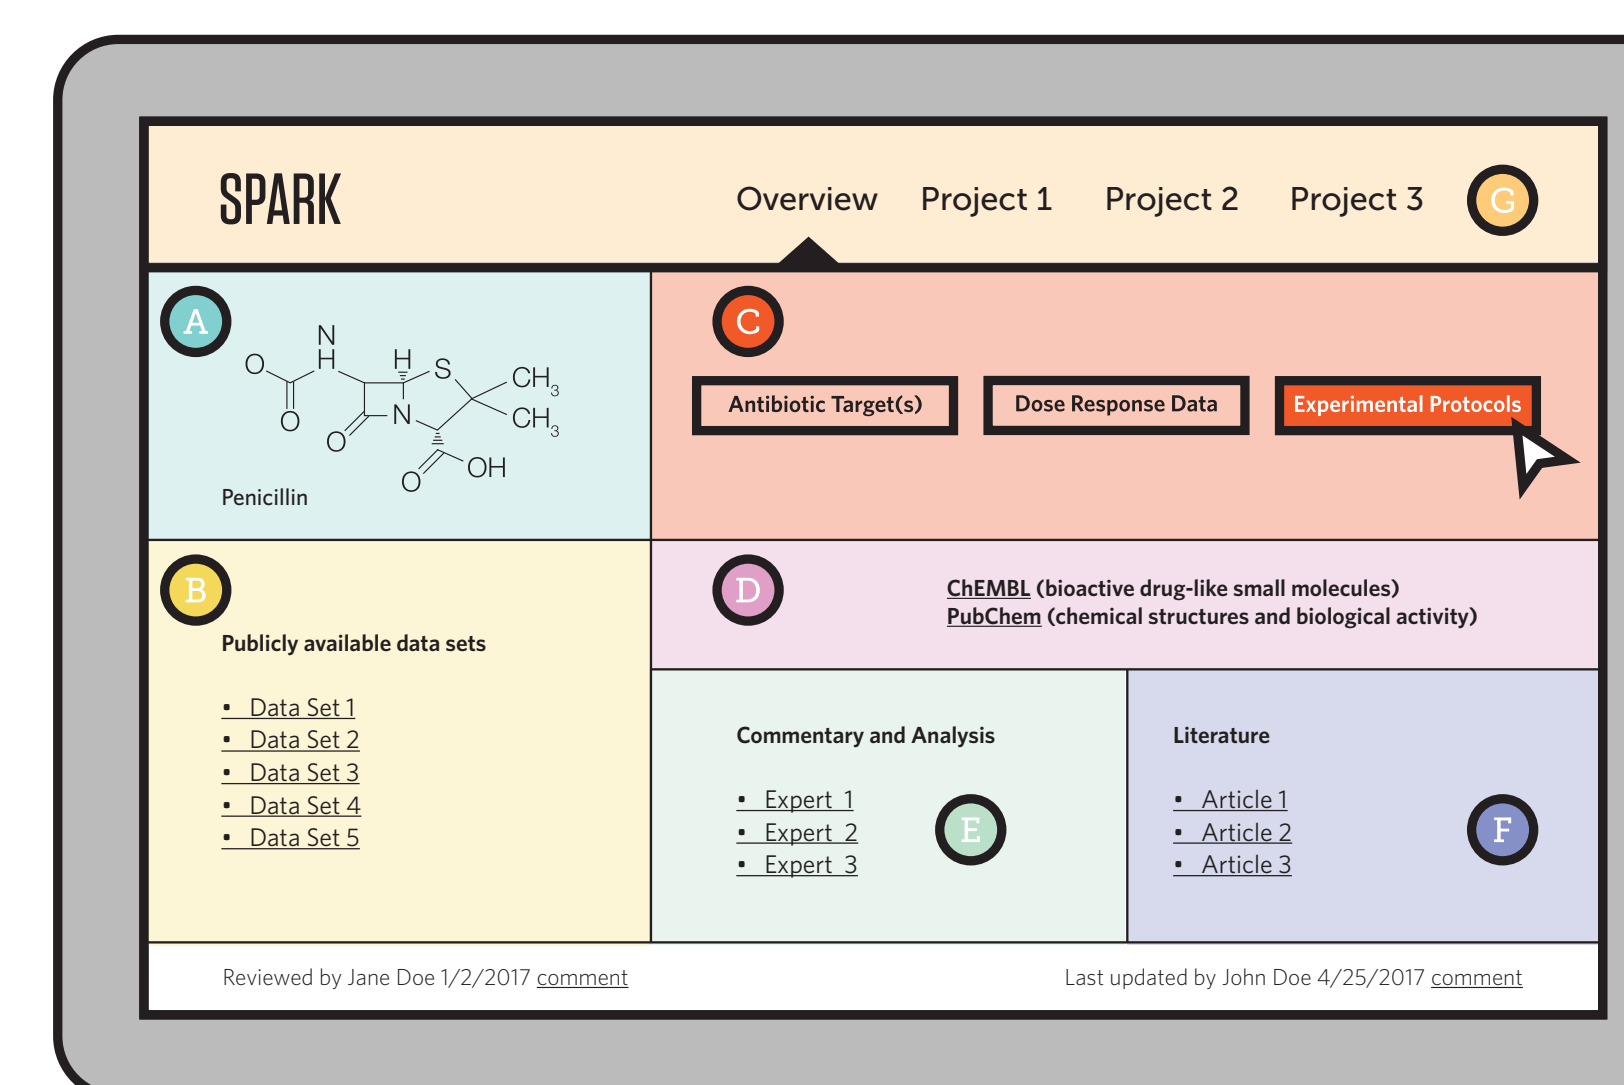 SPARK
Overview Project 1 Project 2 Project 3 G
A
N
H
O
O
H
S
CH3
CH3
N
O
O
OH
Penicillin
C
Antibiotic Target(s) Dose Response Data Experimental Protocols
B
Publicly available data sets
• Data Set 1
• Data Set 2
• Data Set 3
• Data Set 4
• Data Set 5
D
ChEMBL (bioactive drug-like small molecules)
PubChem (chemical structures and biological activity)
Commentary and Analysis
• Expert 1
• Expert 2
• Expert 3
E
Literature
• Article 1
• Article 2
• Article 3
F
Reviewed by Jane Doe 1/2/2017 comment
Last updated by John Doe 4/25/2017 comment